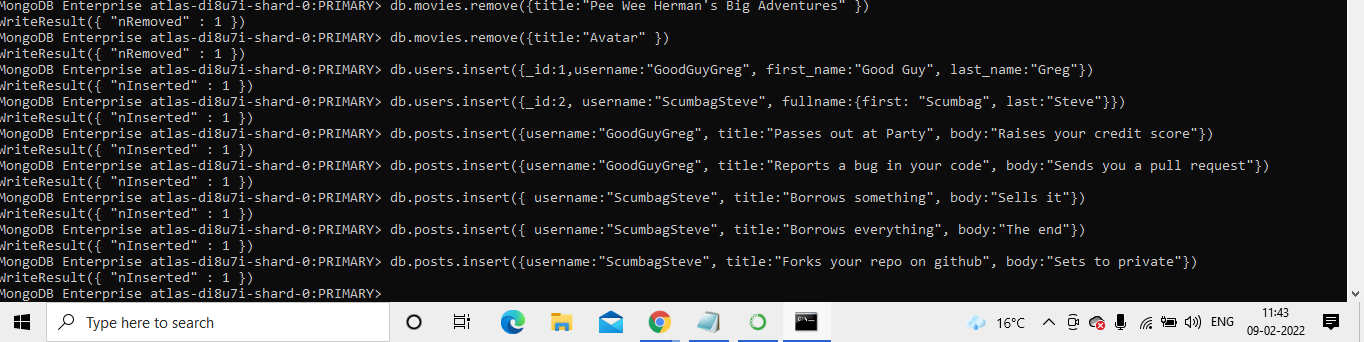 MongoDB Enterprise atlas-di8u7i-shard-0:PRIMARY> db.movies.remove({title:"Pee Wee Herman's Big Adventures" })
WriteResult({ "nRemoved" : 1 })
MongoDB Enterprise atlas-di8u7i-shard-0:PRIMARY> db.movies.remove({title:"Avatar" })
WriteResult({ "nRemoved" : 1 })
MongoDB Enterprise atlas-di8u7i-shard-0:PRIMARY> db.users.insert({_id:1,username:"GoodGuyGreg", first_name:"Good Guy", last_name:"Greg"})
WriteResult({ "nInserted" : 1 })
MongoDB Enterprise atlas-di8u7i-shard-0:PRIMARY> db.users.insert({_id:2, username:"ScumbagSteve", fullname:{first: "Scumbag", last:"Steve"}})
WriteResult({ "nInserted" : 1 })
MongoDB Enterprise atlas-di8u7i-shard-0:PRIMARY> db.posts.insert({username:"GoodGuyGreg", title:"Passes out at Party", body:"Raises your credit score"})
WriteResult({ "nInserted" : 1 })
MongoDB Enterprise atlas-di8u7i-shard-0:PRIMARY> db.posts.insert({username:"GoodGuyGreg", title:"Reports a bug in your code", body:"Sends you a pull request"})
WriteResult({ "nInserted" : 1 })
MongoDB Enterprise atlas-di8u7i-shard-0:PRIMARY> db.posts.insert({ username:"ScumbagSteve", title:"Borrows something", body:"Sells it"})
WriteResult({ "nInserted" : 1 })
MongoDB Enterprise atlas-di8u7i-shard-0:PRIMARY> db.posts.insert({ username:"ScumbagSteve", title:"Borrows everything", body:"The end"})
WriteResult({ "nInserted" : 1 })
MongoDB Enterprise atlas-di8u7i-shard-0:PRIMARY> db.posts.insert({username:"ScumbagSteve", title:"Forks your repo on github", body:"Sets to private"})
WriteResult({ "nInserted" : 1 })
MongoDB Enterprise atlas-di8u7i-shard-0:PRIMARY>
Type here to search
16°C
ENG
11:43
09-02-2022